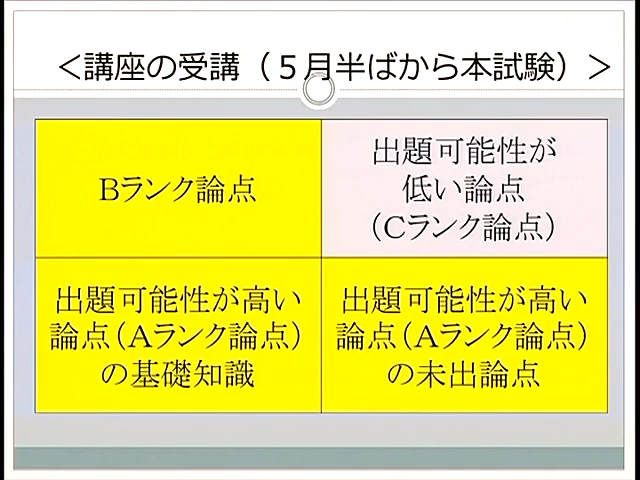 ＜講座の受講（５月半ばから本試験）＞
Bランク論点
出題可能性が
低い論点
（Cランク論点）
出題可能性が高い
論点（Aランク論点）
の基礎知識
出題可能性が高い
論点（Aランク論点）
の未出論点